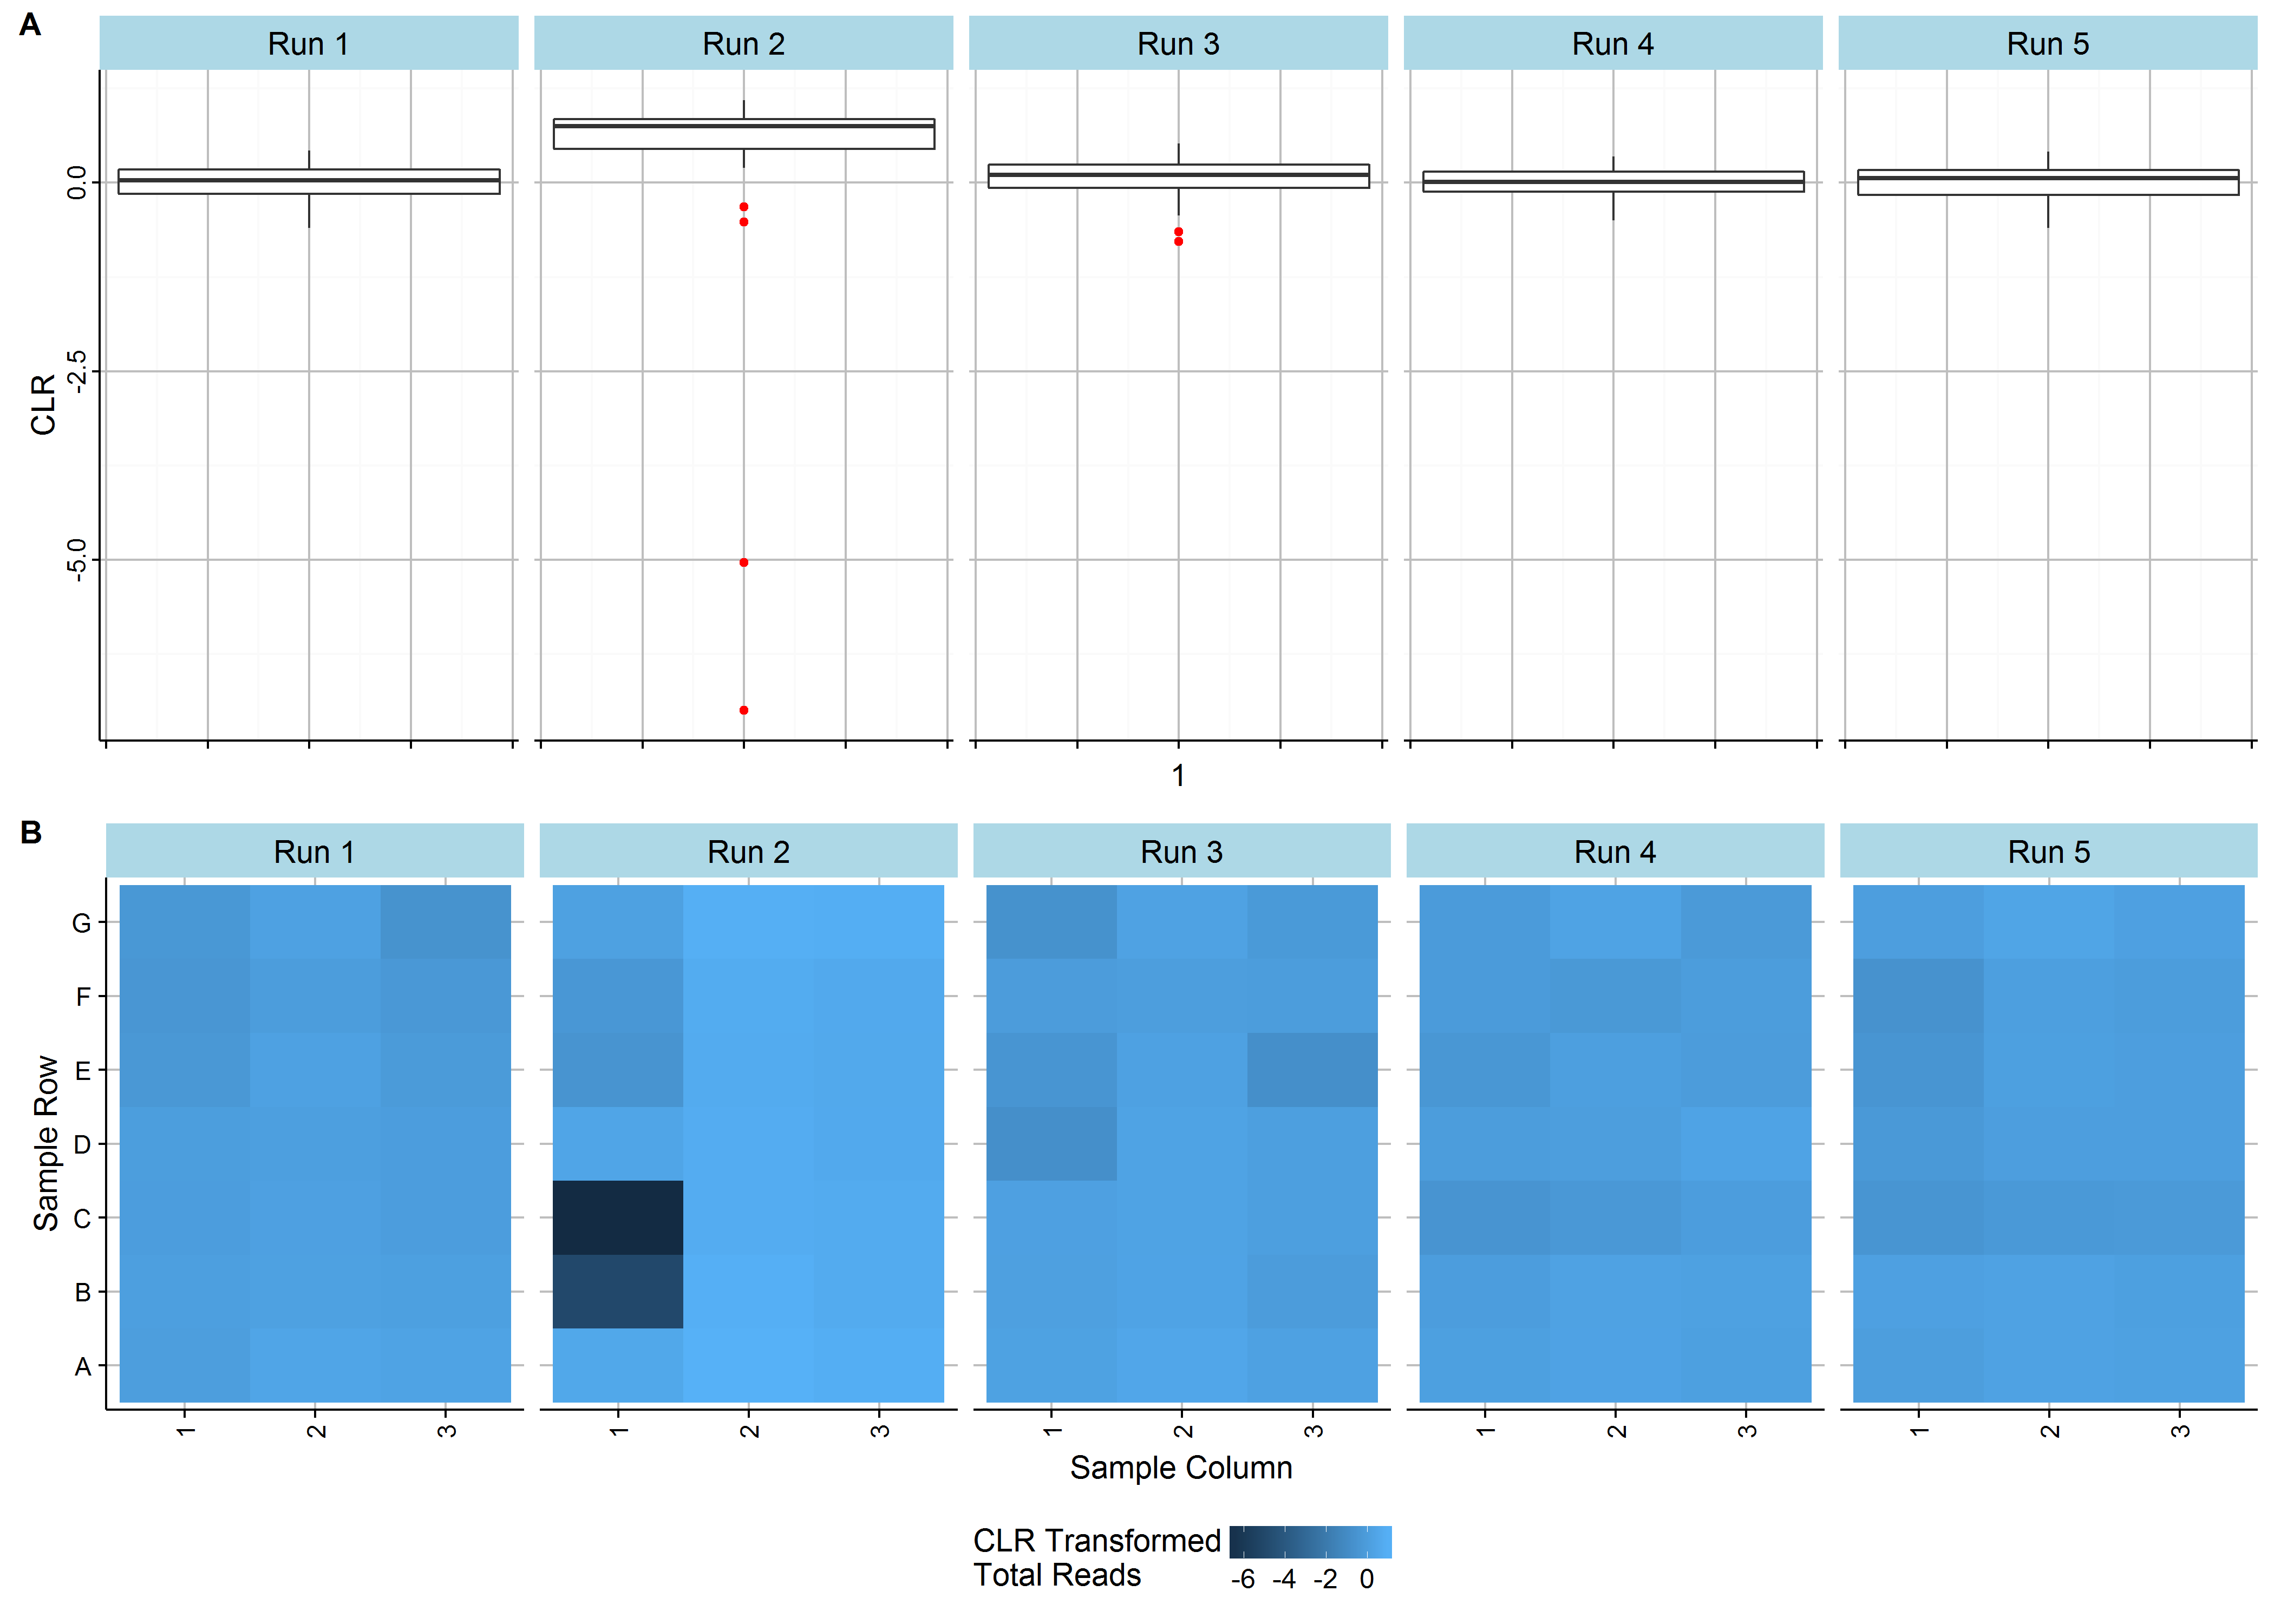 A
Run 1 Run 2 Run 3 Run 4 Run 5
CLR
0.0
-2.5
-5.0
1
B
Run 1 Run 2 Run 3 Run 4 Run 5
Sample Row
G
F
E
D
C
B
A
1 2 3 1 2 3 1 2 3 1 2 3 1 2 3
Sample Column
CLR Transformed
Total Reads
-6 -4 -2 0